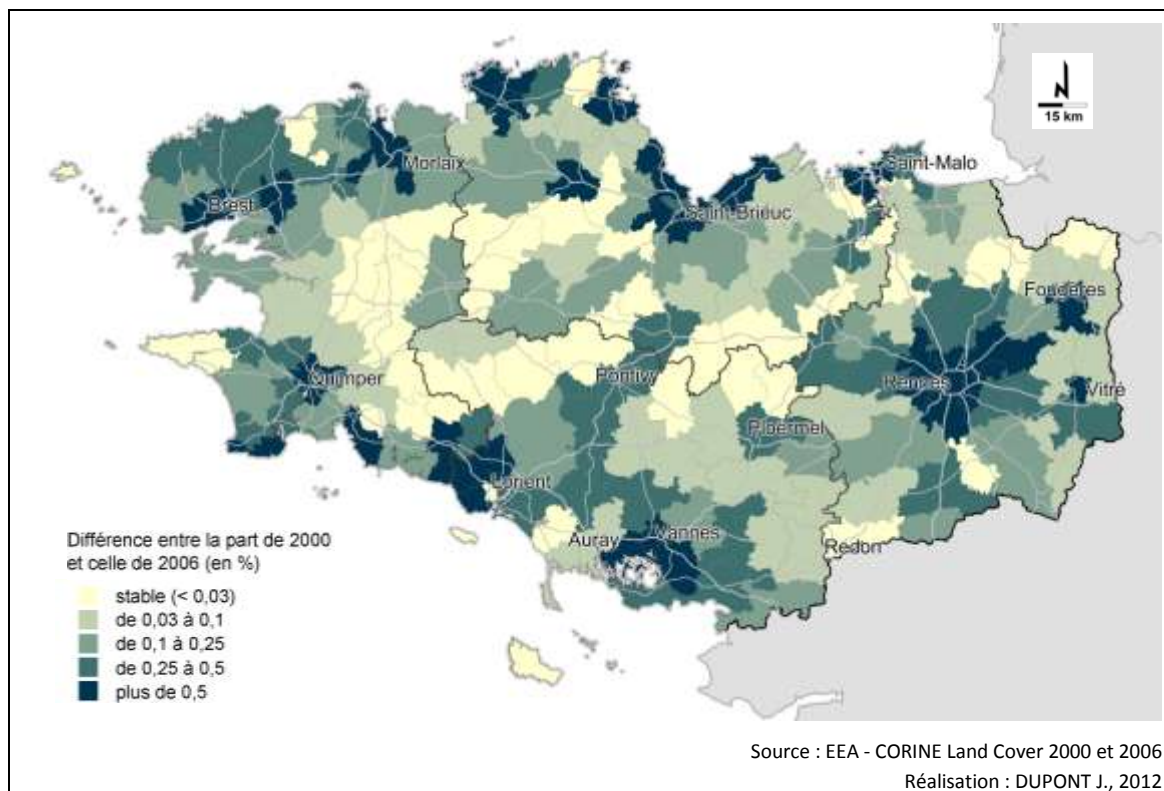 15 km
Saint-Malo
Morlaix
Brest
Saint-Brieuc
Fougères
Quimper
Pontivy
Rennes
Vitré
Ploërmel
Lorient
Auray
Vannes
Redon
Différence entre la part de 2000
et celle de 2006 (en %)
stable (< 0,03)
de 0,03 à 0,1
de 0,1 à 0,25
de 0,25 à 0,5
plus de 0,5
Source : EEA - CORINE Land Cover 2000 et 2006
Réalisation : DUPONT J., 2012